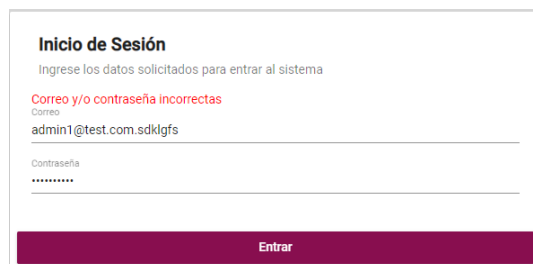 Inicio de Sesión
Ingrese los datos solicitados para entrar al sistema
Correo y/o contraseña incorrectas
Correo
admin1@test.com.sdklgfs
Contraseña
••••••••••
Entrar